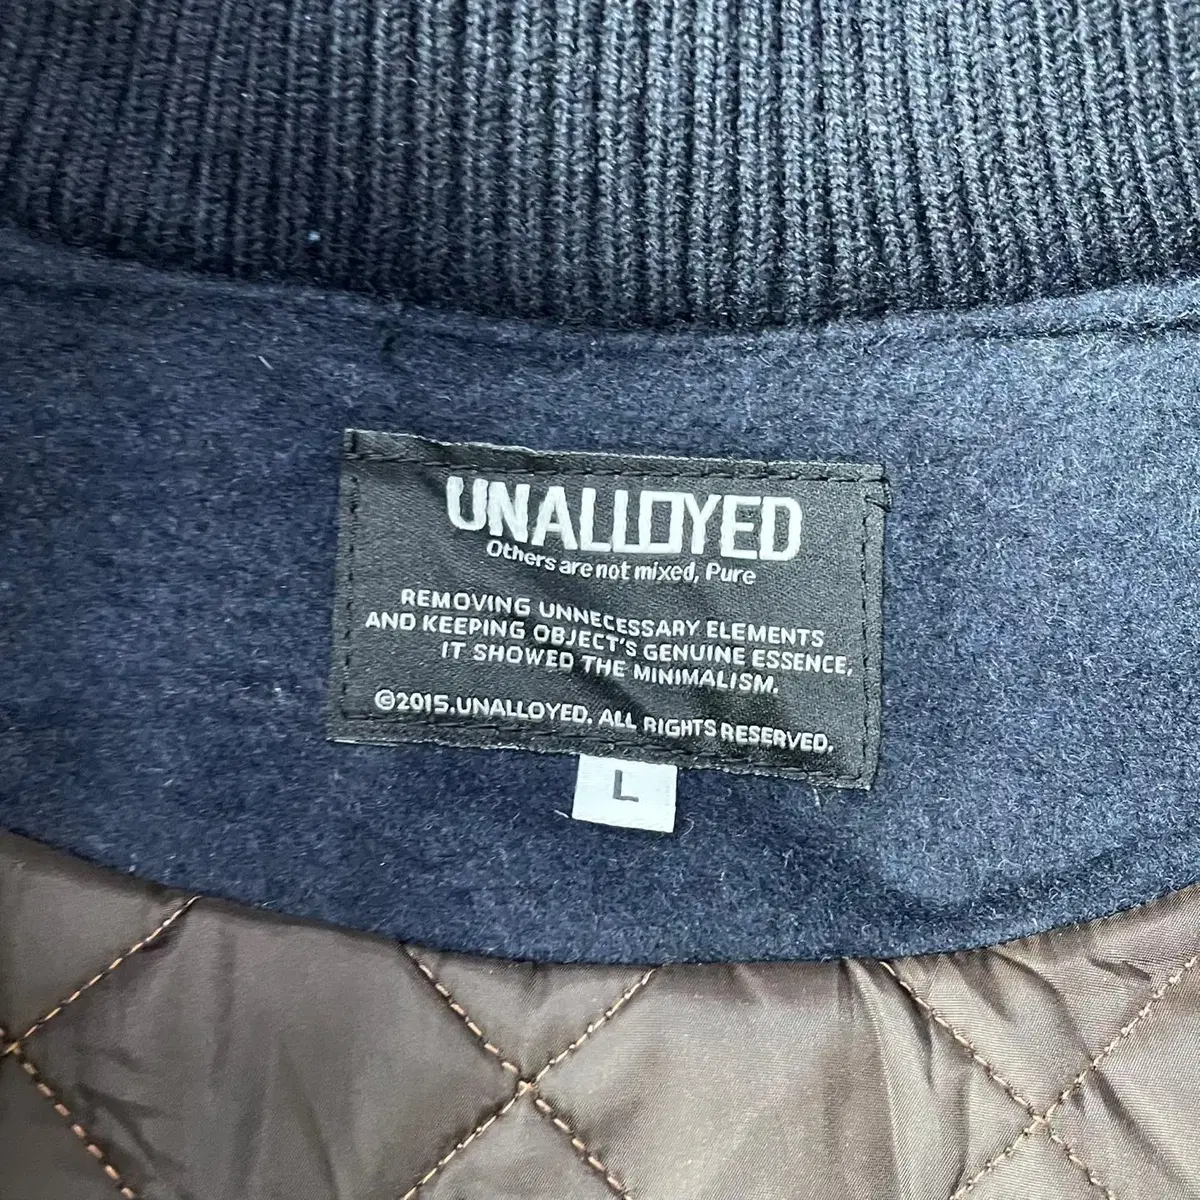 UNALLOYED
Others are not mixed, Pure
REMOVING UNNECESSARY ELEMENTS
AND KEEPING OBJECT'S GENUINE ESSENCE,
IT SHOWED THE MINIMALISM.
©2015.UNALLOYED. ALL RIGHTS RESERVED.
L